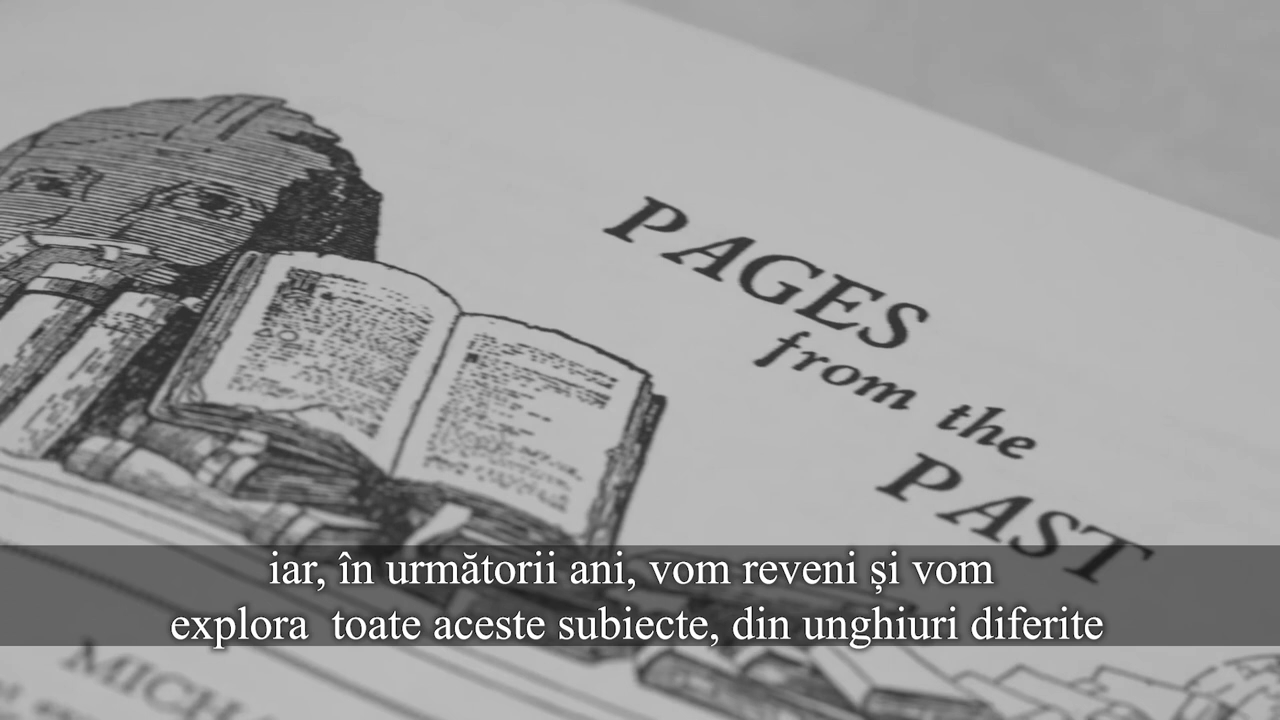 PAGES
from the
PAST
iar, în următorii ani, vom reveni și vom
explora  toate aceste subiecte, din unghiuri diferite